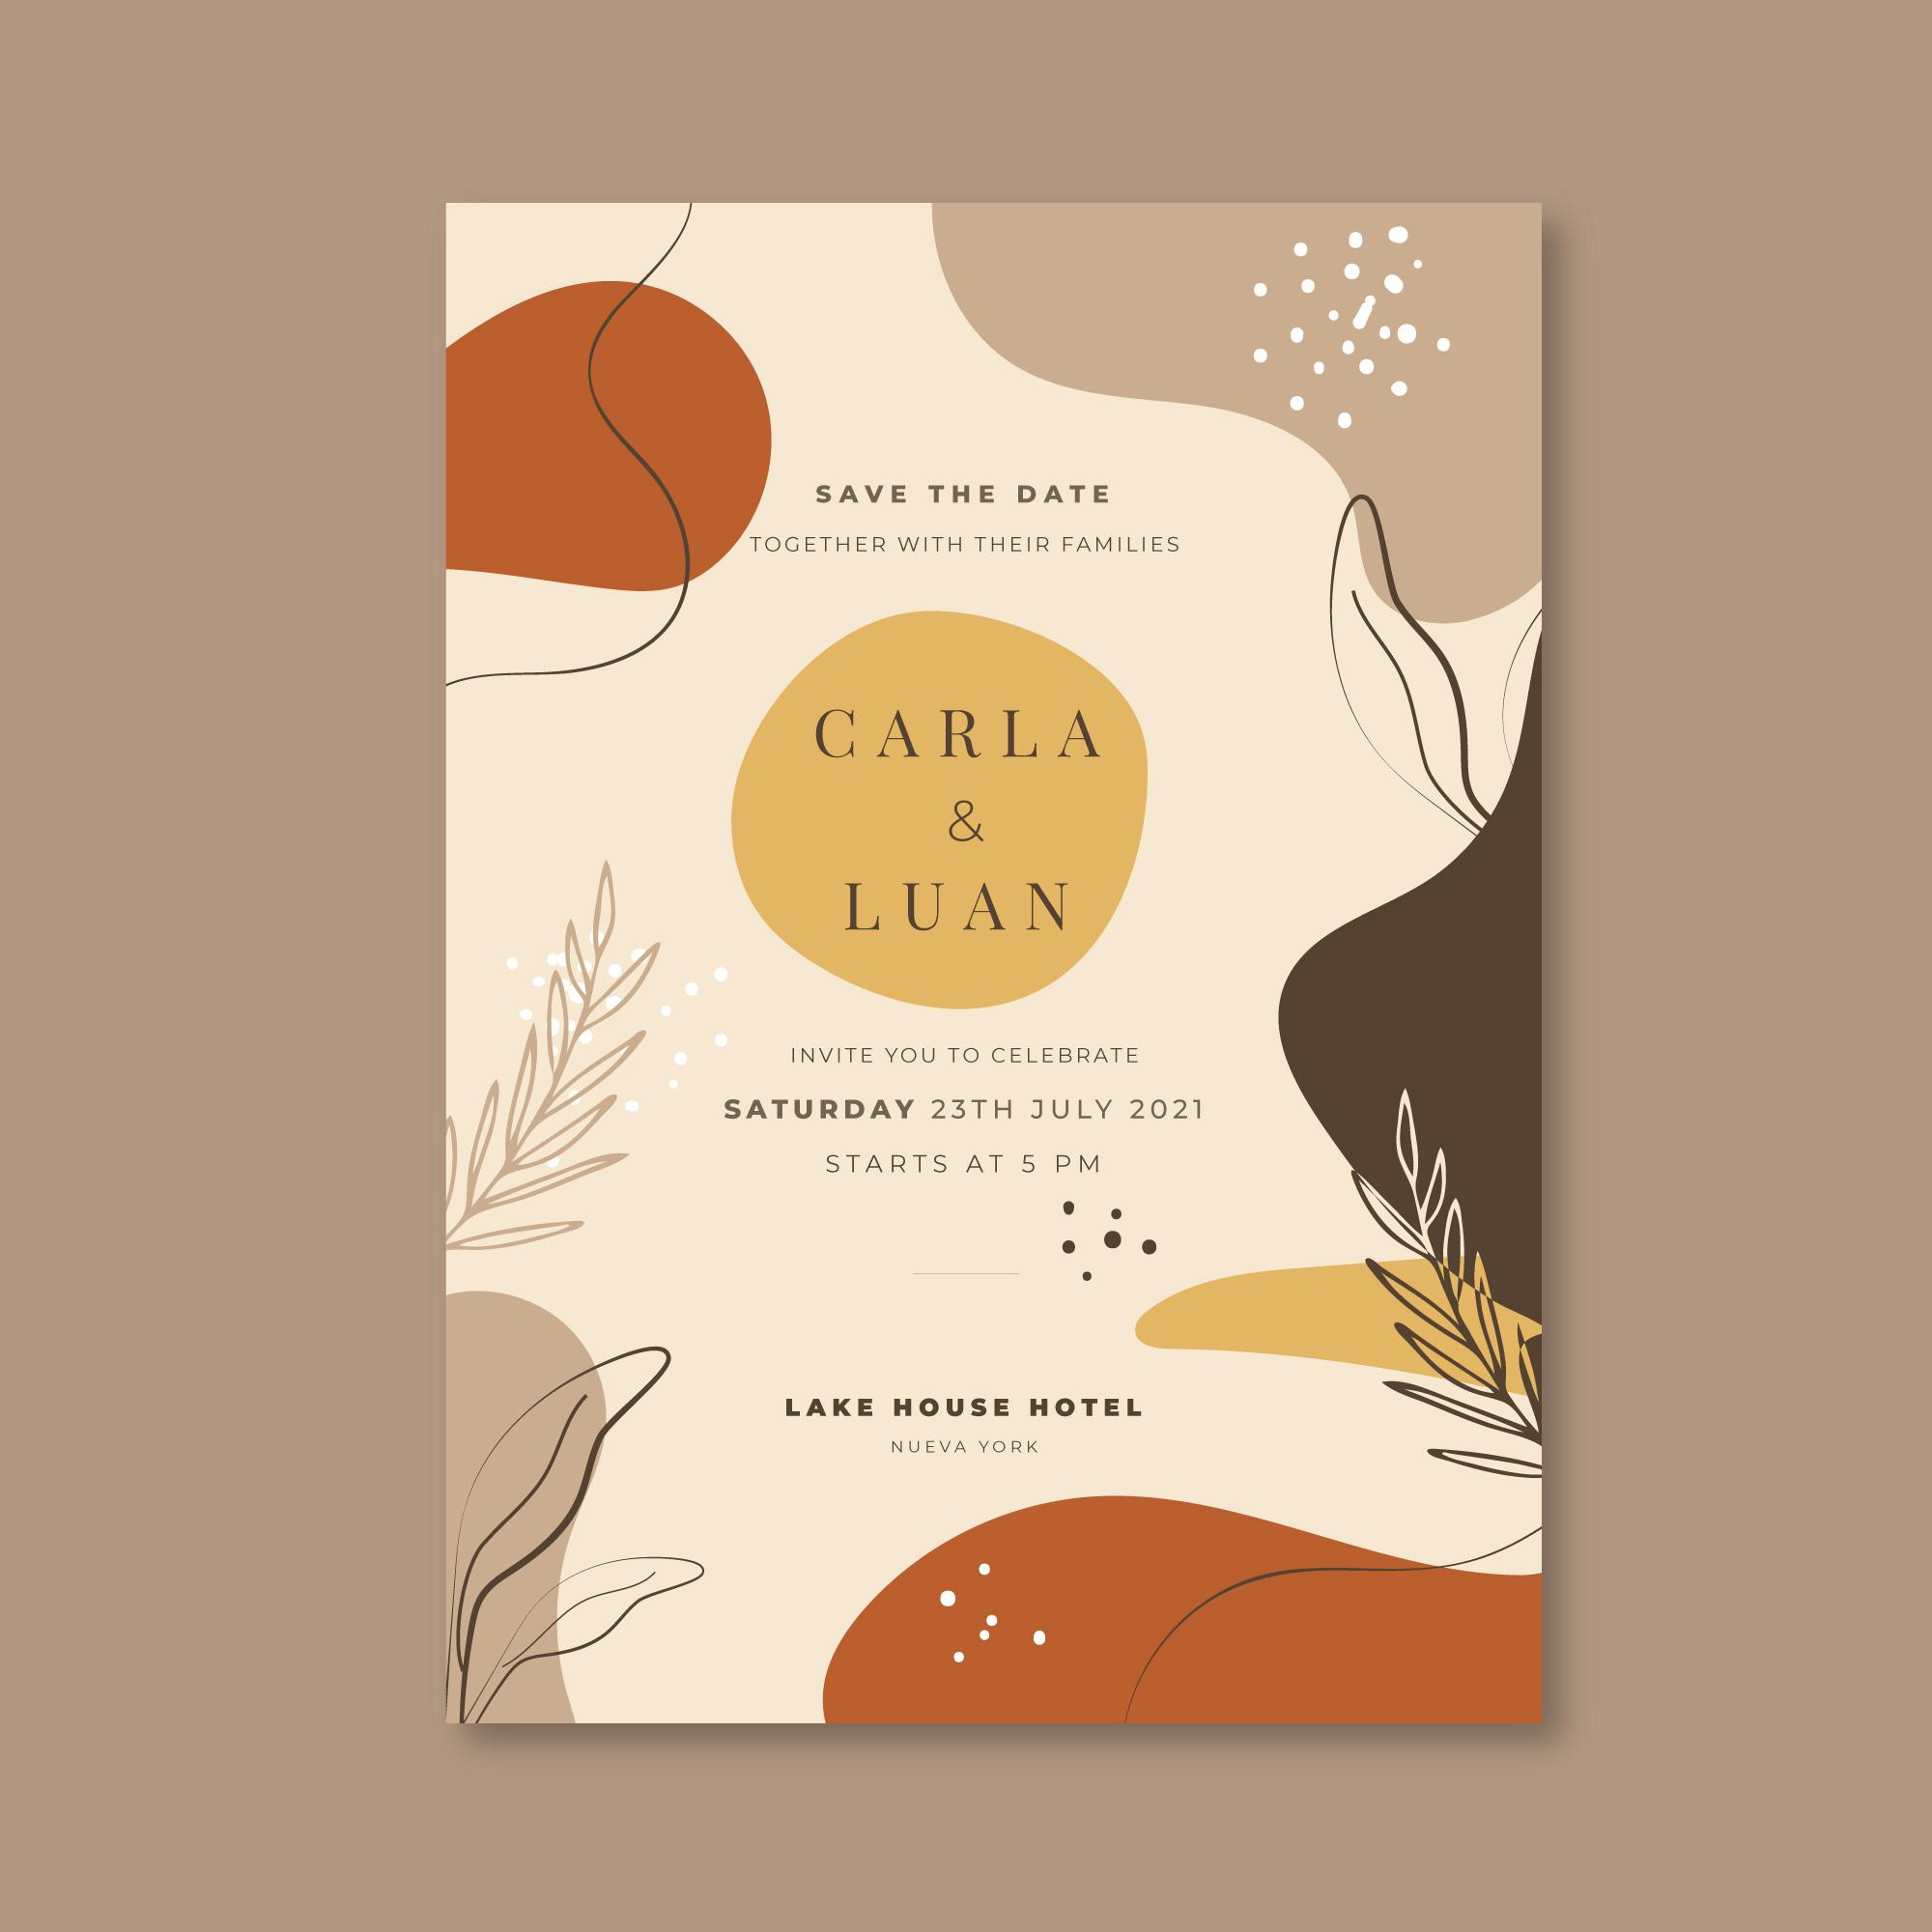 SAVE THE DATE
TOGETHER WITH THEIR FAMILIES
CARLA
&
LUAN
INVITE YOU TO CELEBRATE
SATURDAY 23TH JULY 2021
STARTS AT 5 PM
LAKE HOUSE HOTEL
NUEVA YORK